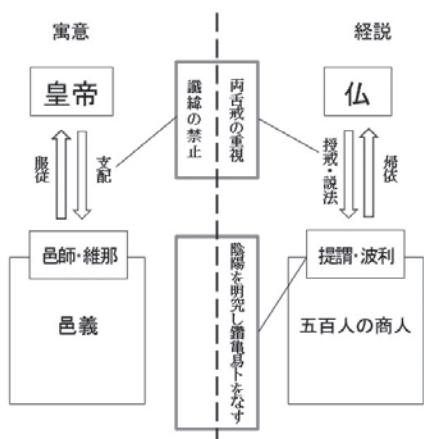 寓意
経説
皇帝
仏
讖緯の禁止
両舌戒の重視
服従
支配
授戒・説法
帰依
邑師・維那
提謂・波利
邑義
五百人の商人
陰陽を明究し鑽亀易卜をなす